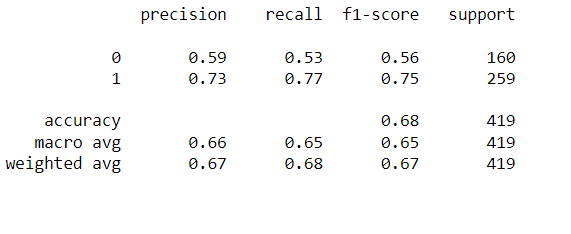 precision recall f1-score support
0 0.59 0.53 0.56 160
1 0.73 0.77 0.75 259
accuracy 0.68 419
macro avg 0.66 0.65 0.65 419
weighted avg 0.67 0.68 0.67 419